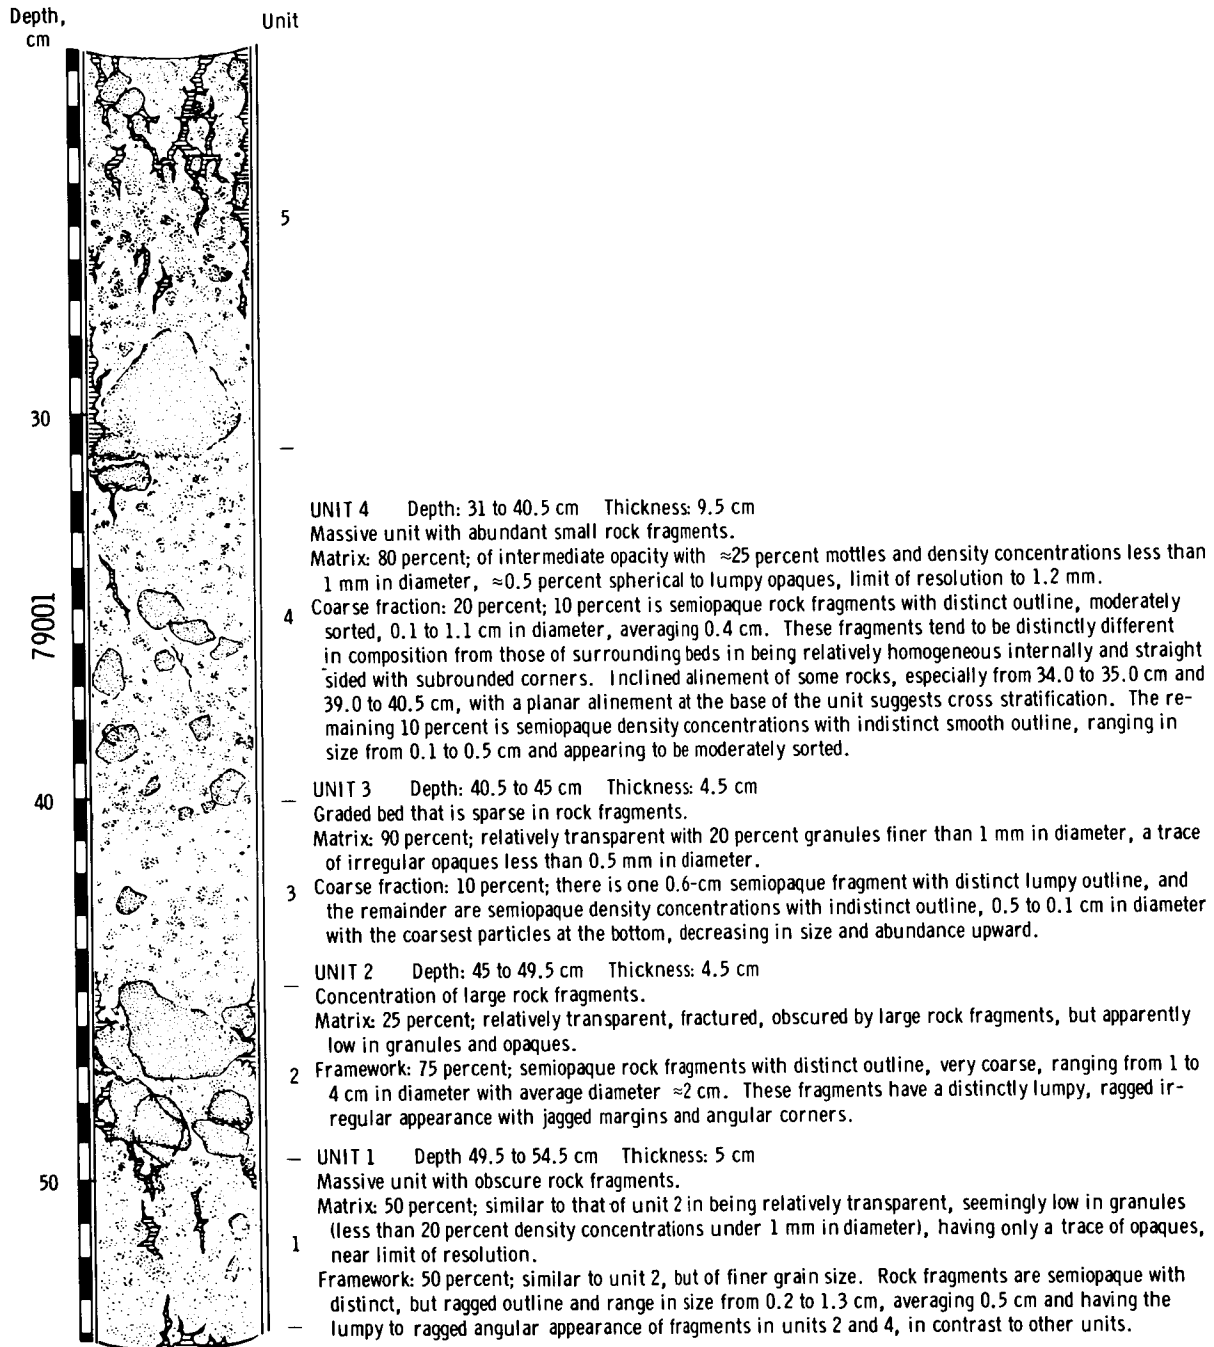 Depth,
cm
Unit
5
30
UNIT 4 Depth: 31 to 40.5 cm Thickness: 9.5 cm
Massive unit with abundant small rock fragments.
Matrix: 80 percent; of intermediate opacity with ≈25 percent mottles and density concentrations less than
1 mm in diameter, ≈0.5 percent spherical to lumpy opaques, limit of resolution to 1.2 mm.
79001
4
Coarse fraction: 20 percent; 10 percent is semiopaque rock fragments with distinct outline, moderately
sorted, 0.1 to 1.1 cm in diameter, averaging 0.4 cm. These fragments tend to be distinctly different
in composition from those of surrounding beds in being relatively homogeneous internally and straight
sided with subrounded corners. Inclined alinement of some rocks, especially from 34.0 to 35.0 cm and
39.0 to 40.5 cm, with a planar alinement at the base of the unit suggests cross stratification. The re-
maining 10 percent is semiopaque density concentrations with indistinct smooth outline, ranging in
size from 0.1 to 0.5 cm and appearing to be moderately sorted.
40
UNIT 3 Depth: 40.5 to 45 cm Thickness: 4.5 cm
Graded bed that is sparse in rock fragments.
Matrix: 90 percent; relatively transparent with 20 percent granules finer than 1 mm in diameter, a trace
of irregular opaques less than 0.5 mm in diameter.
3
Coarse fraction: 10 percent; there is one 0.6-cm semiopaque fragment with distinct lumpy outline, and
the remainder are semiopaque density concentrations with indistinct outline, 0.5 to 0.1 cm in diameter
with the coarsest particles at the bottom, decreasing in size and abundance upward.
UNIT 2 Depth: 45 to 49.5 cm Thickness: 4.5 cm
Concentration of large rock fragments.
Matrix: 25 percent; relatively transparent, fractured, obscured by large rock fragments, but apparently
low in granules and opaques.
2
Framework: 75 percent; semiopaque rock fragments with distinct outline, very coarse, ranging from 1 to
4 cm in diameter with average diameter ≈2 cm. These fragments have a distinctly lumpy, ragged ir-
regular appearance with jagged margins and angular corners.
50
UNIT 1 Depth 49.5 to 54.5 cm Thickness: 5 cm
Massive unit with obscure rock fragments.
Matrix: 50 percent; similar to that of unit 2 in being relatively transparent, seemingly low in granules
(less than 20 percent density concentrations under 1 mm in diameter), having only a trace of opaques,
near limit of resolution.
1
Framework: 50 percent; similar to unit 2, but of finer grain size. Rock fragments are semiopaque with
distinct, but ragged outline and range in size from 0.2 to 1.3 cm, averaging 0.5 cm and having the
lumpy to ragged angular appearance of fragments in units 2 and 4, in contrast to other units.